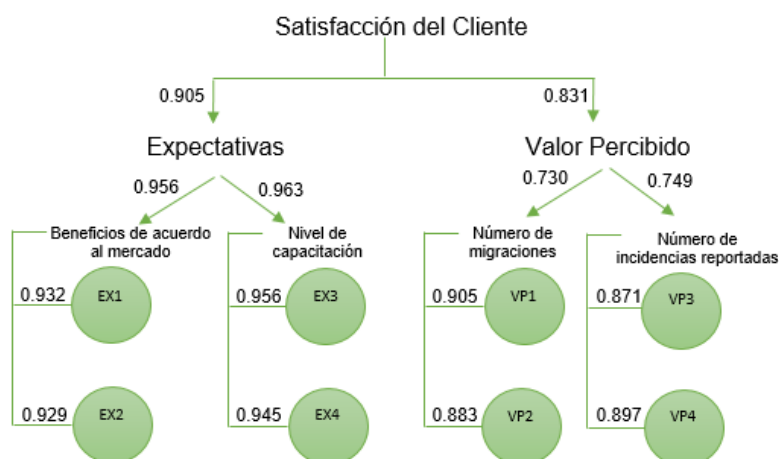 Satisfacción del Cliente
0.905
0.831
Expectativas
Valor Percibido
0.956
0.963
0.730
0.749
Beneficios de acuerdo
al mercado
Nivel de
capacitación
Número de
migraciones
Número de
incidencias reportadas
0.932
EX1
0.956
EX3
0.905
VP1
0.871
VP3
0.929
EX2
0.945
EX4
0.883
VP2
0.897
VP4